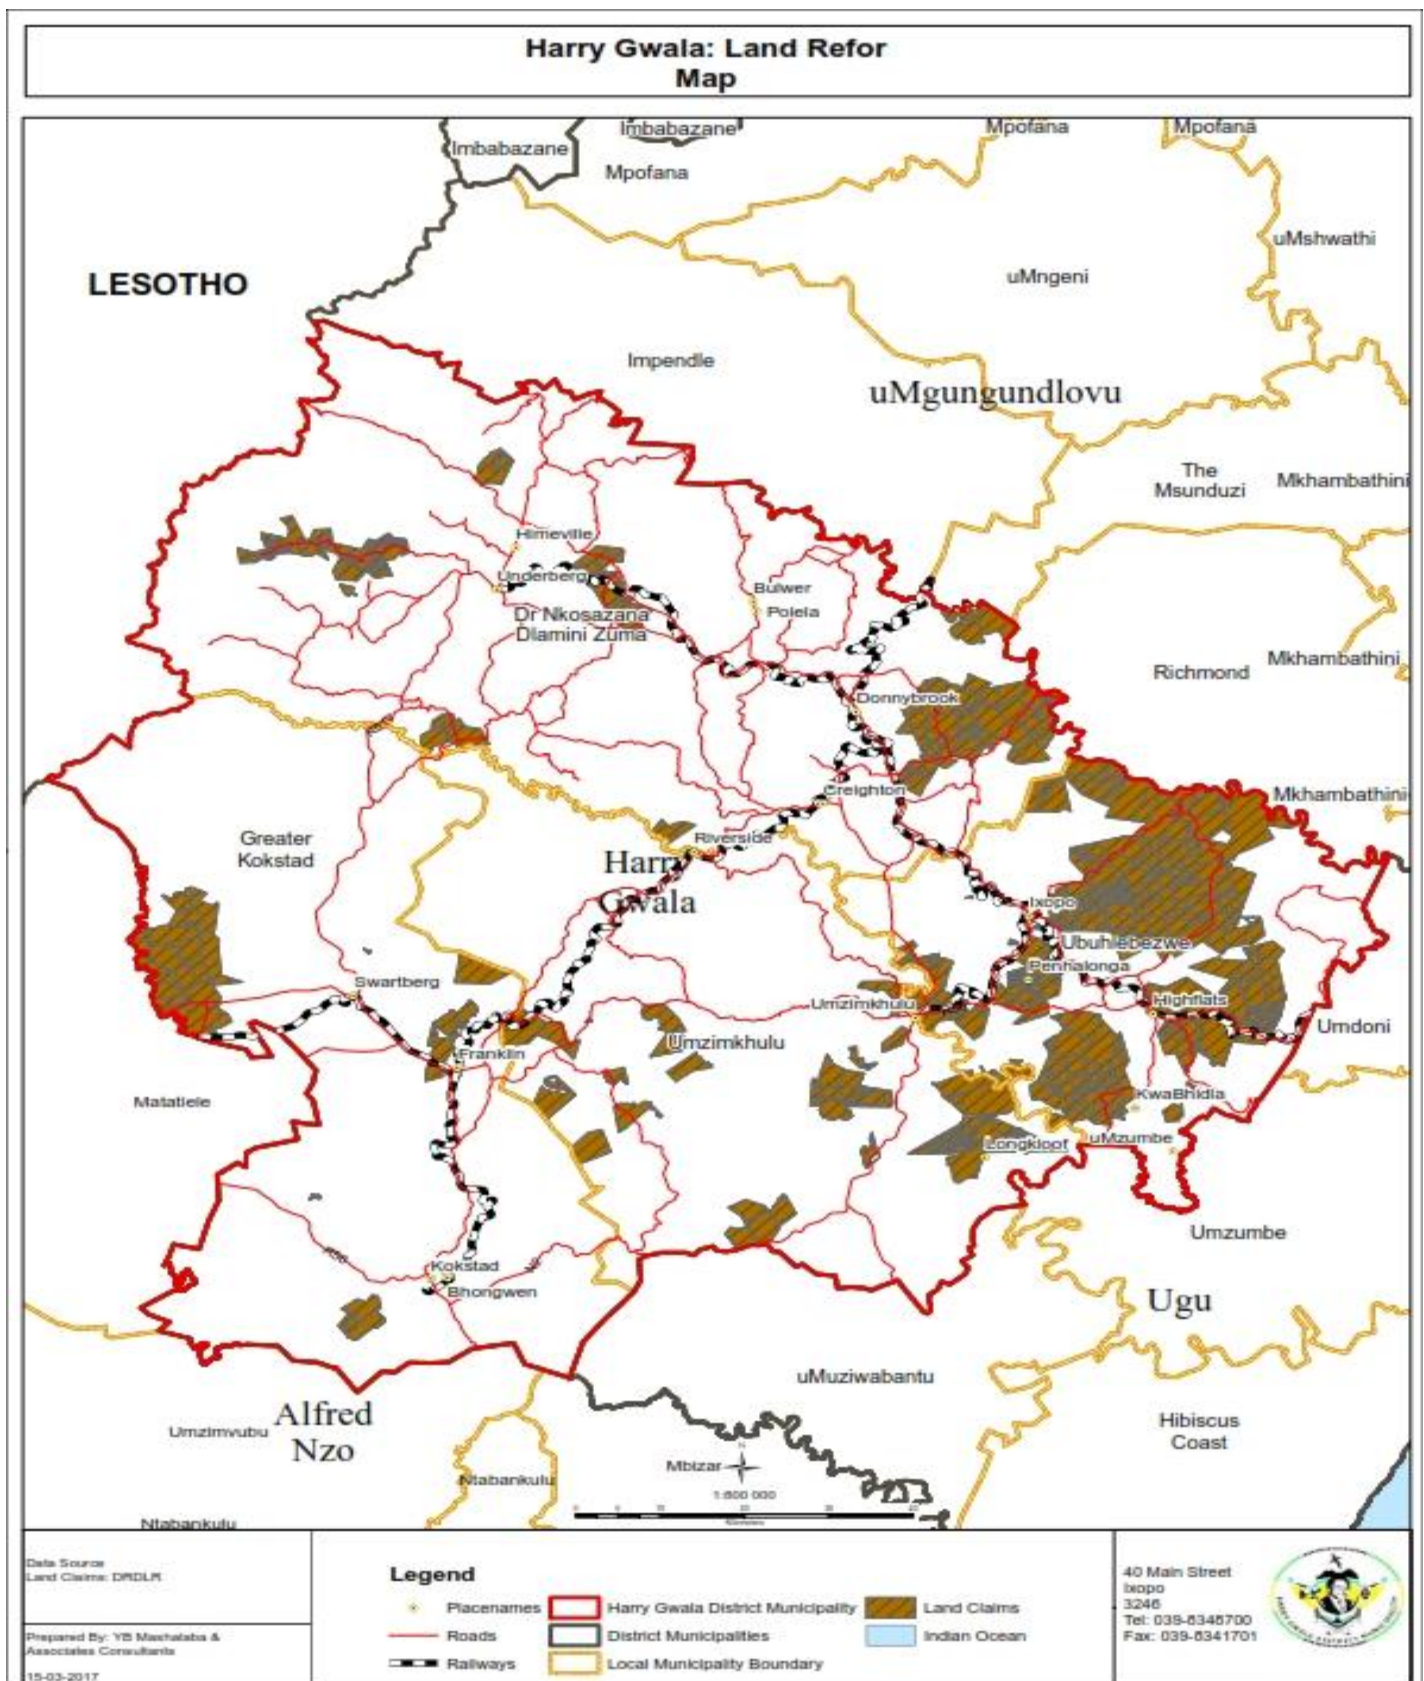 Harry Gwala: Land Refor
Map
Imbabazane
Imbabazane
Mpofana
Mpofana
Mpofana
uMshwathi
LESOTHO
uMngeni
Impendle
uMgungundlovu
The
Msunduzi
Mkhambathini
Himeville
Underberg
Bulwer
Polela
Dr Nkosazana
Dlamini Zuma
Richmond
Mkhambathini
Donnybrook
Creighton
Mkhambathini
Greater
Kokstad
Riverside
Harry
Gwala
Ixopo
Ubuhlebezwe
Penhalonga
Swartberg
Umzimkhulu
Highflats
Umzimkhulu
Umdoni
Franklin
Matatiele
KwaBhidla
Longkloof
uMzumbe
Umzumbe
R56
Kokstad
Bhongwen
Ugu
uMuziwabantu
Alfred
Nzo
Umzimvubu
Hibiscus
Coast
Mbizar
N
Ntabankulu
1:600 000
Ntabankulu
Data Source
Land Claims: DRDLR
Prepared By: YB Mashalaba &
Associates Consultants
15-03-2017
Legend
Placenames
Harry Gwala District Municipality
Land Claims
Roads
District Municipalities
Indian Ocean
Railways
Local Municipality Boundary
40 Main Street
Ixopo
3246
Tel: 039-8348700
Fax: 039-8341701